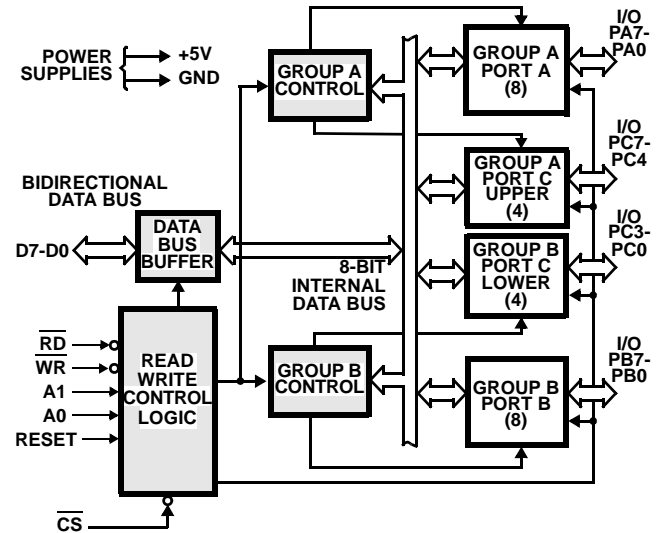 POWER
SUPPLIES
+5V
GND
GROUP A
CONTROL
GROUP A
PORT A
(8)
I/O
PA7-
PA0
GROUP A
PORT C
UPPER
(4)
I/O
PC7-
PC4
BIDIRECTIONAL
DATA BUS
D7-D0
DATA
BUS
BUFFER
8-BIT
INTERNAL
DATA BUS
GROUP B
PORT C
LOWER
(4)
I/O
PC3-
PC0
RD
WR
A1
A0
RESET
READ
WRITE
CONTROL
LOGIC
GROUP B
CONTROL
GROUP B
PORT B
(8)
I/O
PB7-
PB0
CS